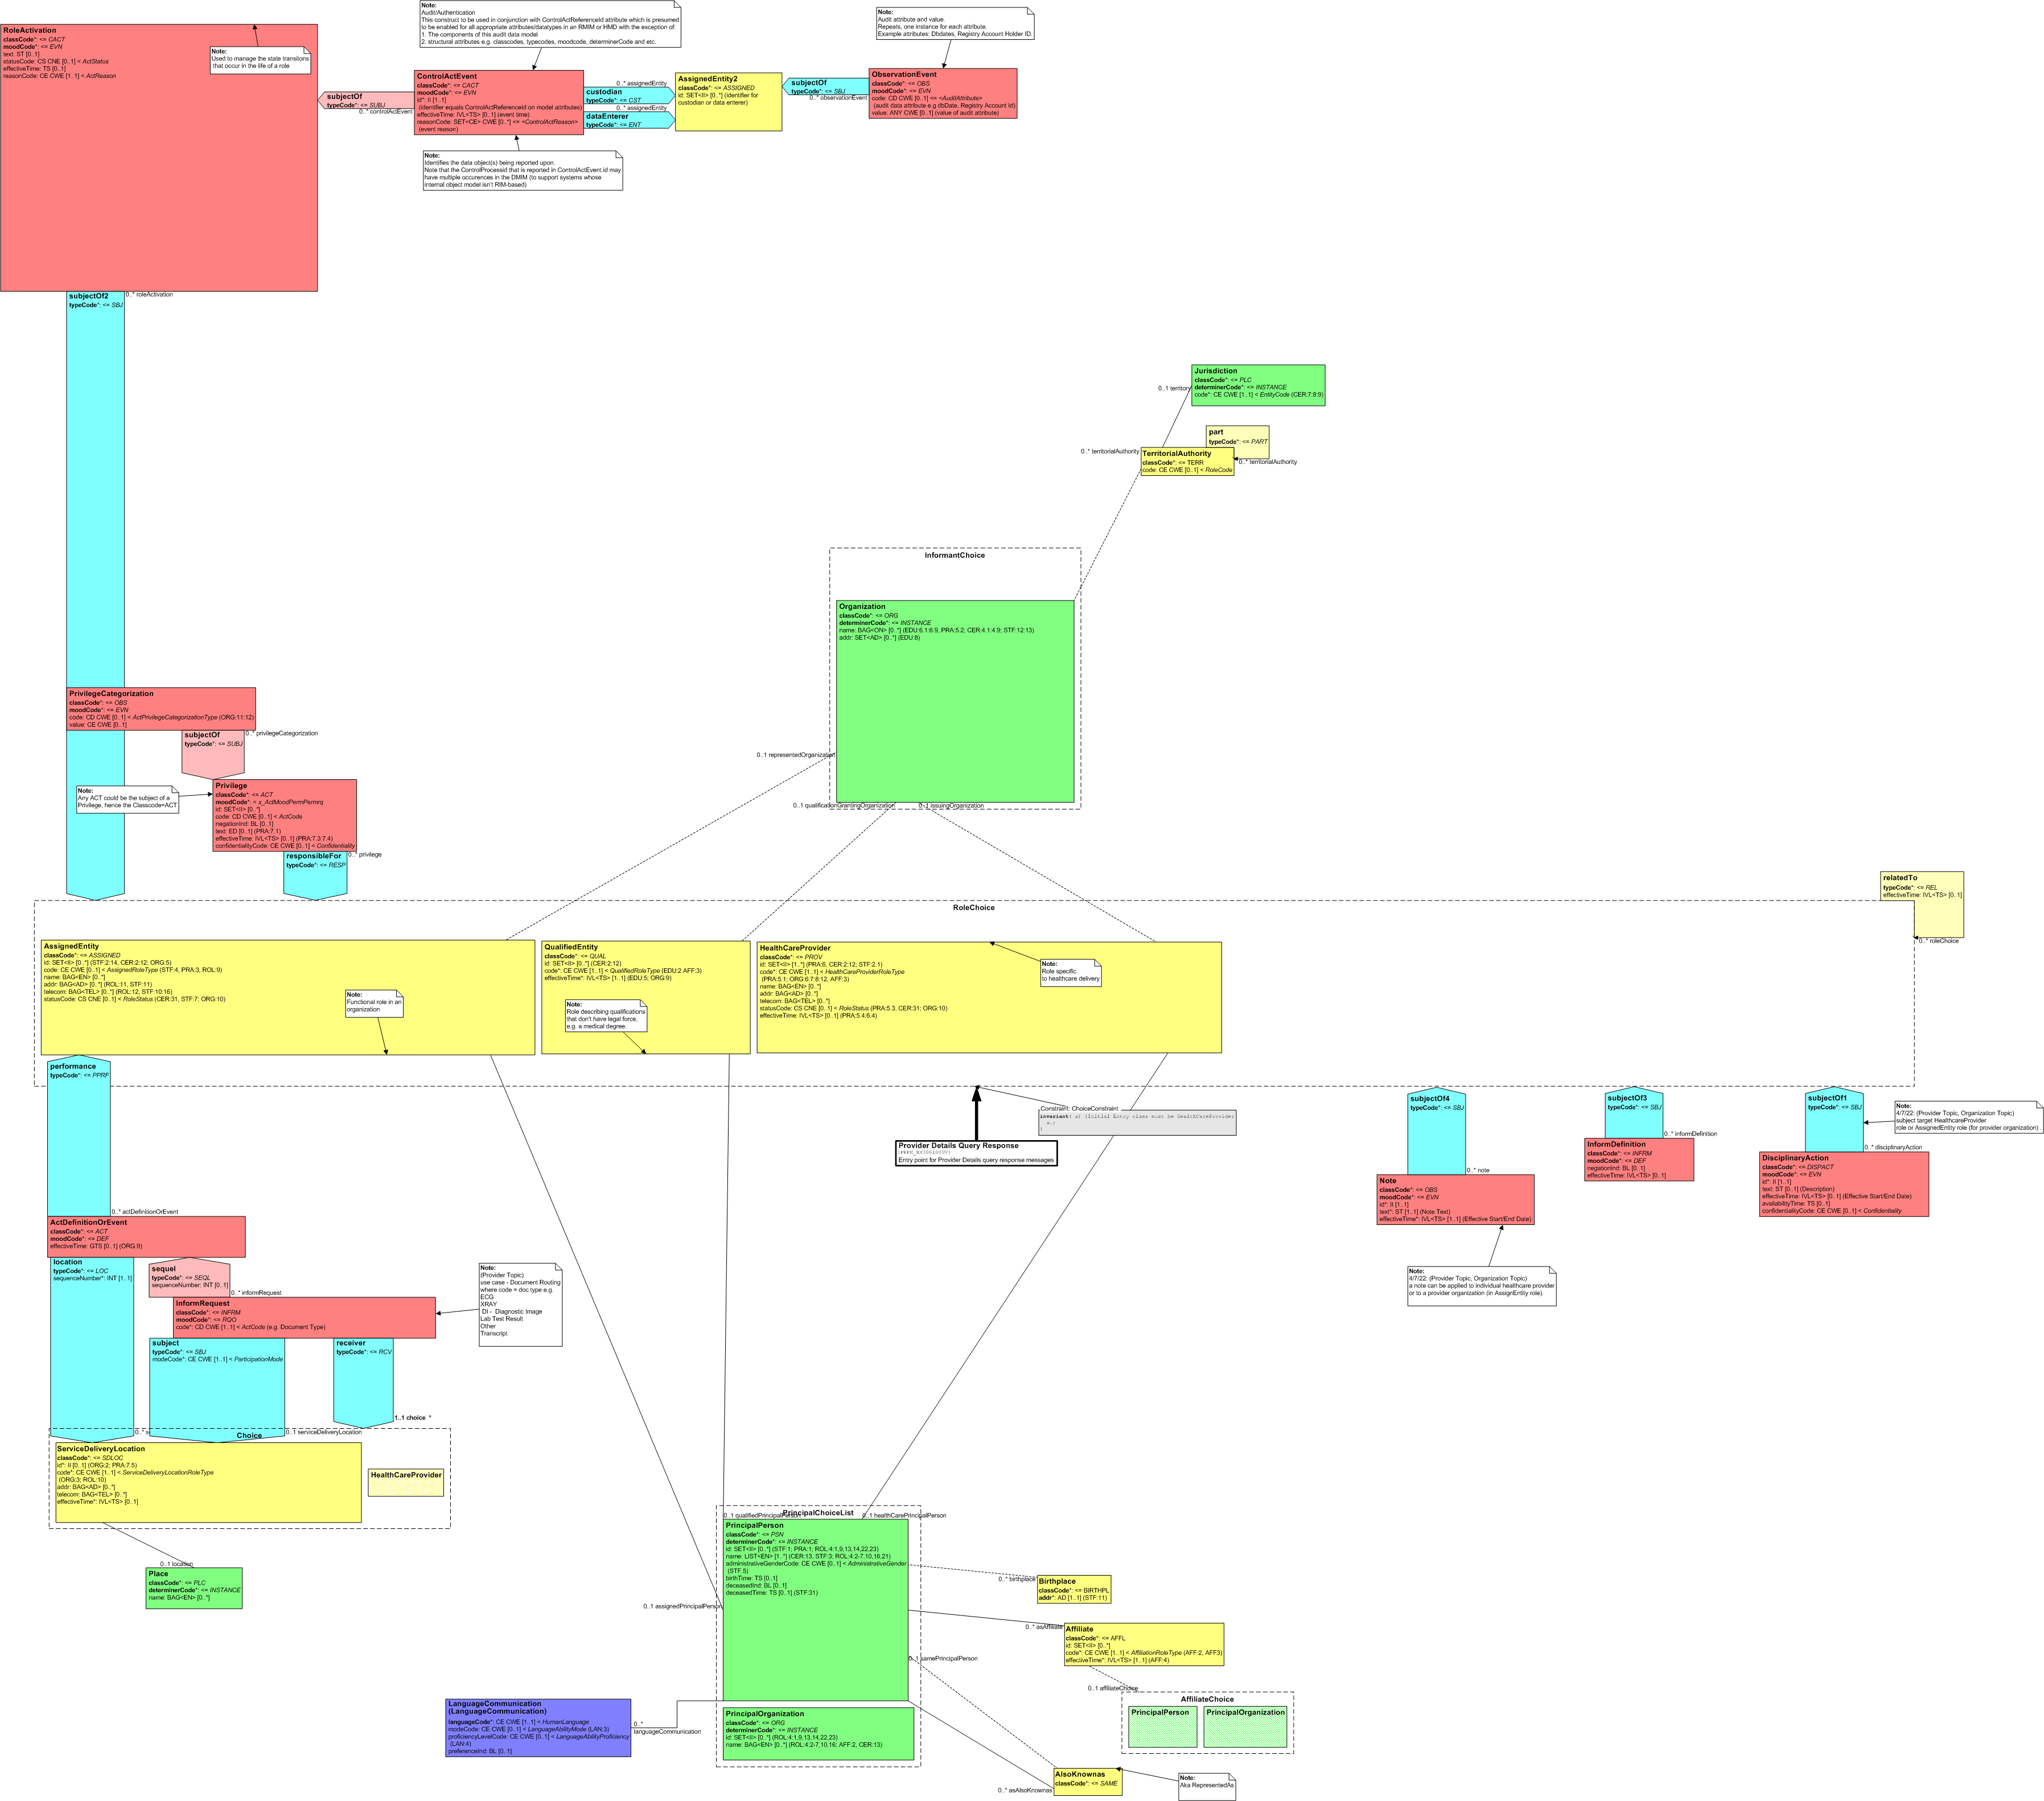 RoleActivation
classCode*: <= CACT
moodCode*: <= EVN
text: ST [0..1]
statusCode: CS CNE [0..1] < ActStatus
effectiveTime: TS [0..1]
reasonCode: CE CWE [1..1] < ActReason
Note:
Used to manage the state transitons
that occur in the life of a role
Note:
Audit/Authentication
This construct to be used in conjunction with ControlActReferenceId attribute which is presumed
to be enabled for all appropriate attributes/datatypes in an RMIM or HMD with the exception of:
1. The components of this audit data model
2. structural attributes e.g. classcodes, typecodes, moodcode, determinerCode and etc.
Note:
Audit attribute and value.
Repeats, one instance for each attribute.
Example attributes: Dbdates, Registry Account Holder ID.
subjectOf
typeCode*: <= SUBJ
0..* controlActEvent
ControlActEvent
classCode*: <= CACT
moodCode*: <= EVN
id*: II [1..1]
(identifier equals ControlActReferenceId on model attributes)
effectiveTime: IVL<TS> [0..1] (event time)
reasonCode: SET<CE> CWE [0..*] <= <ControlActReason>
(event reason)
0..* assignedEntity
custodian
typeCode*: <= CST
0..* assignedEntity
dataEnterer
typeCode*: <= ENT
AssignedEntity2
classCode*: <= ASSIGNED
id: SET<II> [0..*] (identifier for
custodian or data enterer)
subjectOf
typeCode*: <= SBJ
0..* observationEvent
ObservationEvent
classCode*: <= OBS
moodCode*: <= EVN
code: CD CWE [0..1] <= <AuditAttribute>
(audit data attribute e.g dbDate, Registry Account Id)
value: ANY CWE [0..1] (value of audit attribute)
Note:
Identifies the data object(s) being reported upon.
Note that the ControlProcessid that is reported in ControlActEvent.id may
have multiple occurences in the DMIM (to support systems whose
internal object model isn't RIM-based)
subjectOf2
typeCode*: <= SBJ
0..* roleActivation
Jurisdiction
classCode*: <= PLC
determinerCode*: <= INSTANCE
code*: CE CWE [1..1] < EntityCode (CER:7:8:9)
0..1 territory
part
typeCode*: <= PART
0..* territorialAuthority
TerritorialAuthority
classCode*: <= TERR
code: CE CWE [0..1] < RoleCode
0..* territorialAuthority
InformantChoice
Organization
classCode*: <= ORG
determinerCode*: <= INSTANCE
name: BAG<ON> [0..*] (EDU:6.1:6.9, PRA:5.2; CER:4.1:4.9; STF:12:13)
addr: SET<AD> [0..*] (EDU:8)
0..1 representedOrganization
0..1 qualificationGrantingOrganization
0..1 issuingOrganization
PrivilegeCategorization
classCode*: <= OBS
moodCode*: <= EVN
code: CD CWE [0..1] < ActPrivilegeCategorizationType (ORG:11:12)
value: CE CWE [0..1]
subjectOf
typeCode*: <= SUBJ
0..* privilegeCategorization
Note:
Any ACT could be the subject of a
Privilege, hence the Classcode=ACT
Privilege
classCode*: <= ACT
moodCode*: < x_ActMoodPermPermrq
id: SET<II> [0..*]
code: CD CWE [0..1] < ActCode
negationInd: BL [0..1]
text: ED [0..1] (PRA:7.1)
effectiveTime: IVL<TS> [0..1] (PRA:7.3:7.4)
confidentialityCode: CE CWE [0..1] < Confidentiality
responsibleFor
typeCode*: <= RESP
0..* privilege
relatedTo
typeCode*: <= REL
effectiveTime: IVL<TS> [0..1]
0..* roleChoice
RoleChoice
AssignedEntity
classCode*: <= ASSIGNED
id: SET<II> [0..*] (STF:2:14, CER:2:12; ORG:5)
code: CE CWE [0..1] < AssignedRoleType (STF:4, PRA:3, ROL:9)
name: BAG<EN> [0..*]
addr: BAG<AD> [0..*] (ROL:11, STF:11)
telecom: BAG<TEL> [0..*] (ROL:12, STF:10:16)
statusCode: CS CNE [0..1] < RoleStatus (CER:31, STF:7; ORG:10)
Note:
Functional role in an
organization
QualifiedEntity
classCode*: <= QUAL
id: SET<II> [0..*] (CER:2:12)
code*: CE CWE [1..1] < QualifiedRoleType (EDU:2 AFF:3)
effectiveTime*: IVL<TS> [1..1] (EDU:5; ORG:9)
Note:
Role describing qualifications
that don't have legal force,
e.g. a medical degree.
HealthCareProvider
classCode*: <= PROV
id: SET<II> [1..*] (PRA:6, CER:2:12; STF:2.1)
code*: CE CWE [1..1] < HealthCareProviderRoleType
(PRA:5.1; ORG:6:7:8:12, AFF:3)
name: BAG<EN> [0..*]
addr: BAG<AD> [0..*]
telecom: BAG<TEL> [0..*]
statusCode: CS CNE [0..1] < RoleStatus (PRA:5.3, CER:31; ORG:10)
effectiveTime: IVL<TS> [0..1] (PRA:5.4:6.4)
Note:
Role specific
to healthcare delivery
performance
typeCode*: <= PPRF
0..* actDefinitionOrEvent
Constraint: ChoiceConstraint
Provider Details Query Response
Entry point for Provider Details query response messages
subjectOf4
typeCode*: <= SBJ
0..* note
Note
classCode*: <= OBS
moodCode*: <= EVN
id*: II [1..1]
text*: ST [1..1] (Note Text)
effectiveTime*: IVL<TS> [1..1] (Effective Start/End Date)
subjectOf3
typeCode*: <= SBJ
0..* informDefinition
InformDefinition
classCode*: <= INFRM
moodCode*: <= DEF
negationInd: BL [0..1]
effectiveTime: IVL<TS> [0..1]
subjectOf1
typeCode*: <= SBJ
0..* disciplinaryAction
DisciplinaryAction
classCode*: <= DISPACT
moodCode*: <= EVN
id*: II [1..1]
text: ST [0..1] (Description)
effectiveTime: IVL<TS> [0..1] (Effective Start/End Date)
availabilityTime: TS [0..1]
confidentialityCode: CE CWE [0..1] < Confidentiality
Note:
4/7/22: (Provider Topic, Organization Topic)
subject target HealthcareProvider
role or AssignedEntity role (for provider organization) .
Note:
4/7/22: (Provider Topic, Organization Topic)
a note can be applied to individual healthcare provider
or to a provider organization (in AssignEntity role).
ActDefinitionOrEvent
classCode*: <= ACT
moodCode*: <= DEF
effectiveTime: GTS [0..1] (ORG:9)
location
typeCode*: <= LOC
sequenceNumber*: INT [1..1]
sequel
typeCode*: <= SEQL
sequenceNumber: INT [0..1]
0..* informRequest
InformRequest
classCode*: <= INFRM
moodCode*: <= RQO
code*: CD CWE [1..1] < ActCode (e.g. Document Type)
Note:
(Provider Topic)
use case - Document Routing
where code = doc type e.g.
ECG
XRAY
DI - Diagnostic Image
Lab Test Result
Other
Transcript
subject
typeCode*: <= SBJ
modeCode*: CE CWE [1..1] < ParticipationMode
receiver
typeCode*: <= RCV
1..1 choice *
0..* s
0..1 serviceDeliveryLocation
Choice
ServiceDeliveryLocation
classCode*: <= SDLOC
id*: II [0..1] (ORG:2; PRA:7.5)
code*: CE CWE [1..1] < ServiceDeliveryLocationRoleType
(ORG:3; ROL:10)
addr: BAG<AD> [0..*]
telecom: BAG<TEL> [0..*]
effectiveTime*: IVL<TS> [0..1]
HealthCareProvider
0..1 location
Place
classCode*: <= PLC
determinerCode*: <= INSTANCE
name: BAG<EN> [0..*]
PrincipalChoiceList
0..1 qualifiedPrincipalPerson
0..1 healthCarePrincipalPerson
PrincipalPerson
classCode*: <= PSN
determinerCode*: <= INSTANCE
id: SET<II> [0..*] (STF:1; PRA:1; ROL:4:1,9,13,14,22,23)
name: LIST<EN> [1..*] (CER:13, STF:3; ROL:4:2-7,10,16,21)
administrativeGenderCode: CE CWE [0..1] < AdministrativeGender
(STF:5)
birthTime: TS [0..1]
deceasedInd: BL [0..1]
deceasedTime: TS [0..1] (STF:31)
0..1 assignedPrincipalPerson
0..* birthplace
Birthplace
classCode*: <= BIRTHPL
addr*: AD [1..1] (STF:11)
0..* asAffiliate
Affiliate
classCode*: <= AFFL
id: SET<II> [0..*]
code*: CE CWE [1..1] < AffiliationRoleType (AFF:2, AFF3)
effectiveTime*: IVL<TS> [1..1] (AFF:4)
0..1 samePrincipalPerson
0..1 affiliateChoice
AffiliateChoice
PrincipalPerson
PrincipalOrganization
LanguageCommunication
(LanguageCommunication)
languageCode*: CE CWE [1..1] < HumanLanguage
modeCode: CE CWE [0..1] < LanguageAbilityMode (LAN:3)
proficiencyLevelCode: CE CWE [0..1] < LanguageAbilityProficiency
(LAN:4)
preferenceInd: BL [0..1]
0..*
languageCommunication
PrincipalOrganization
classCode*: <= ORG
determinerCode*: <= INSTANCE
id: SET<II> [0..*] (ROL:4:1,9,13,14,22,23)
name: BAG<EN> [0..*] (ROL:4:2-7,10,16; AFF:2, CER:13)
0..* asAlsoKnownas
AlsoKnownas
classCode*: <= SAME
Note:
Aka RepresentedAs